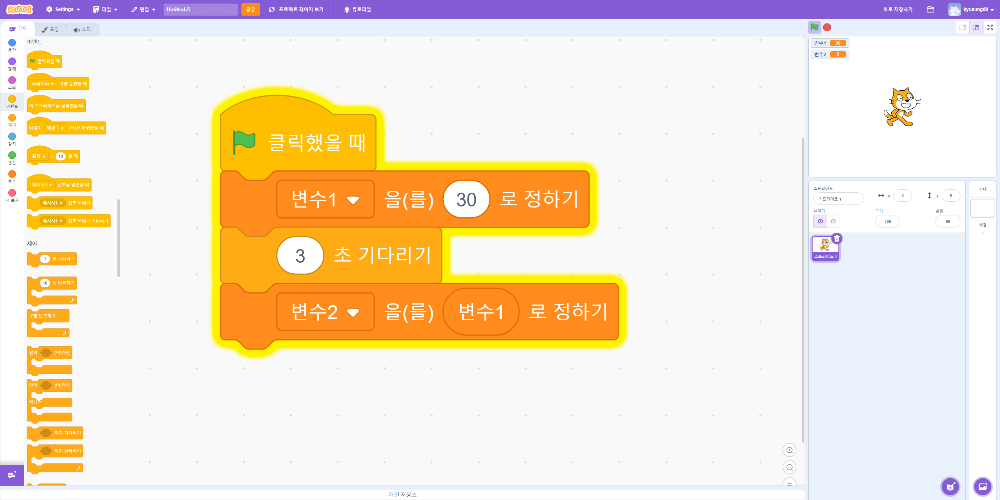 SCRATCH
Settings
파일
편집
Untitled-5
공유
프로젝트 페이지 보기
튜토리얼
바로 저장하기
kyusung88
코드
모양
소리
동작
형태
소리
이벤트
제어
감지
연산
변수
내 블록
이벤트
클릭했을 때
스페이스 키를 눌렀을 때
이 스프라이트를 클릭했을 때
배경이 배경 1 (으)로 바뀌었을 때
음량 > 10 일 때
메시지1 신호를 받았을 때
메시지1 신호 보내기
메시지1 신호 보내고 기다리기
제어
1 초 기다리기
10 번 반복하기
무한 반복하기
만약 (이)라면
만약 (이)라면
아니면
까지 기다리기
까지 반복하기
클릭했을 때
변수1 을(를) 30 로 정하기
3 초 기다리기
변수2 을(를) 변수1 로 정하기
개인 저장소
변수1 30
변수2 0
스프라이트
스프라이트 1
x 0
y 0
보이기
크기
100
방향
90
스프라이트 1
무대
배경
1